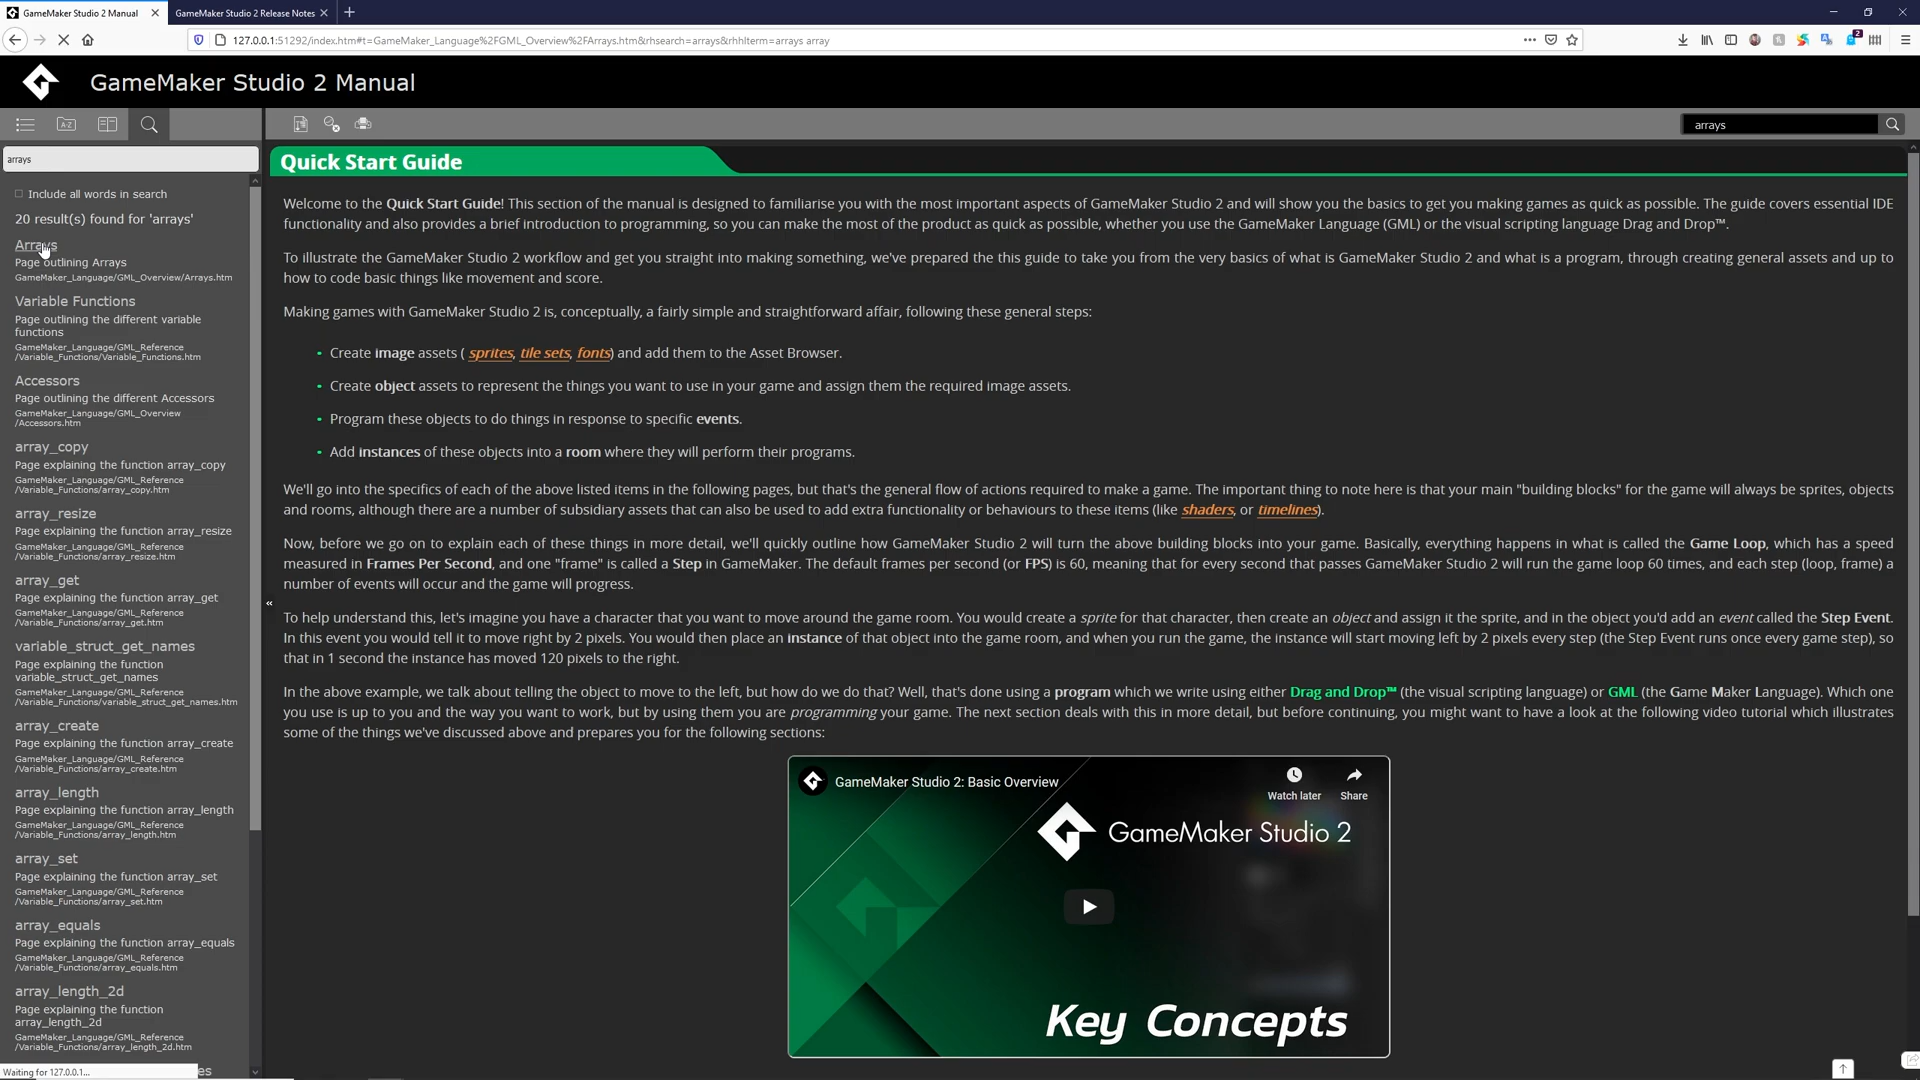 GameMaker Studio 2 Manual
GameMaker Studio 2 Release Notes
127.0.0.1:51292/index.htm#t=GameMaker_Language%2FGML_Overview%2FArrays.htm&rhsearch=arrays&rhhlterm=arrays array
2
GameMaker Studio 2 Manual
A-Z
arrays
arrays
Include all words in search
20 result(s) found for 'arrays'
Arrays
Page outlining Arrays
GameMaker_Language/GML_Overview/Arrays.htm
Variable Functions
Page outlining the different variable
functions
GameMaker_Language/GML_Reference
/Variable_Functions/Variable_Functions.htm
Accessors
Page outlining the different Accessors
GameMaker_Language/GML_Overview
/Accessors.htm
array_copy
Page explaining the function array_copy
GameMaker_Language/GML_Reference
/Variable_Functions/array_copy.htm
array_resize
Page explaining the function array_resize
GameMaker_Language/GML_Reference
/Variable_Functions/array_resize.htm
array_get
Page explaining the function array_get
GameMaker_Language/GML_Reference
/Variable_Functions/array_get.htm
variable_struct_get_names
Page explaining the function
variable_struct_get_names
GameMaker_Language/GML_Reference
/Variable_Functions/variable_struct_get_names.htm
array_create
Page explaining the function array_create
GameMaker_Language/GML_Reference
/Variable_Functions/array_create.htm
array_length
Page explaining the function array_length
GameMaker_Language/GML_Reference
/Variable_Functions/array_length.htm
array_set
Page explaining the function array_set
GameMaker_Language/GML_Reference
/Variable_Functions/array_set.htm
array_equals
Page explaining the function array_equals
GameMaker_Language/GML_Reference
/Variable_Functions/array_equals.htm
array_length_2d
Page explaining the function
array_length_2d
GameMaker_Language/GML_Reference
/Variable_Functions/array_length_2d.htm
es
Waiting for 127.0.0.1...
Quick Start Guide
Welcome to the Quick Start Guide! This section of the manual is designed to familiarise you with the most important aspects of GameMaker Studio 2 and will show you the basics to get you making games as quick as possible. The guide covers essential IDE
functionality and also provides a brief introduction to programming, so you can make the most of the product as quick as possible, whether you use the GameMaker Language (GML) or the visual scripting language Drag and Drop™.
To illustrate the GameMaker Studio 2 workflow and get you straight into making something, we've prepared the this guide to take you from the very basics of what is GameMaker Studio 2 and what is a program, through creating general assets and up to
how to code basic things like movement and score.
Making games with GameMaker Studio 2 is, conceptually, a fairly simple and straightforward affair, following these general steps:
• Create image assets ( sprites, tile sets, fonts) and add them to the Asset Browser.
• Create object assets to represent the things you want to use in your game and assign them the required image assets.
• Program these objects to do things in response to specific events.
• Add instances of these objects into a room where they will perform their programs.
We'll go into the specifics of each of the above listed items in the following pages, but that's the general flow of actions required to make a game. The important thing to note here is that your main "building blocks" for the game will always be sprites, objects
and rooms, although there are a number of subsidiary assets that can also be used to add extra functionality or behaviours to these items (like shaders, or timelines).
Now, before we go on to explain each of these things in more detail, we'll quickly outline how GameMaker Studio 2 will turn the above building blocks into your game. Basically, everything happens in what is called the Game Loop, which has a speed
measured in Frames Per Second, and one "frame" is called a Step in GameMaker. The default frames per second (or FPS) is 60, meaning that for every second that passes GameMaker Studio 2 will run the game loop 60 times, and each step (loop, frame) a
number of events will occur and the game will progress.
To help understand this, let's imagine you have a character that you want to move around the game room. You would create a sprite for that character, then create an object and assign it the sprite, and in the object you'd add an event called the Step Event.
In this event you would tell it to move right by 2 pixels. You would then place an instance of that object into the game room, and when you run the game, the instance will start moving left by 2 pixels every step (the Step Event runs once every game step), so
that in 1 second the instance has moved 120 pixels to the right.
In the above example, we talk about telling the object to move to the left, but how do we do that? Well, that's done using a program which we write using either Drag and Drop™ (the visual scripting language) or GML (the Game Maker Language). Which one
you use is up to you and the way you want to work, but by using them you are programming your game. The next section deals with this in more detail, but before continuing, you might want to have a look at the following video tutorial which illustrates
some of the things we've discussed above and prepares you for the following sections:
GameMaker Studio 2: Basic Overview
Watch later
Share
GameMaker Studio 2
Key Concepts